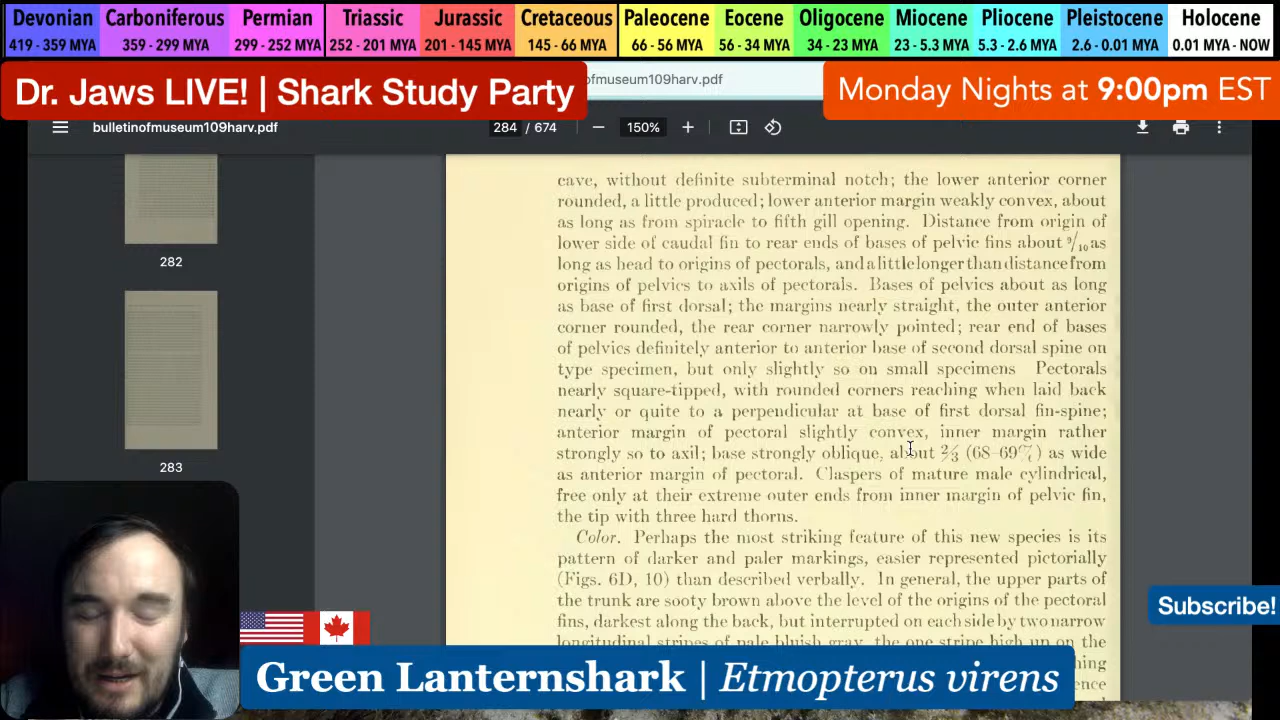 Devonian Carboniferous Permian Triassic Jurassic Cretaceous Paleocene Eocene Oligocene Miocene Pliocene Pleistocene Holocene
419 - 359 MYA 359 - 299 MYA 299 - 252 MYA 252 - 201 MYA 201 - 145 MYA 145 - 66 MYA 66 - 56 MYA 56 - 34 MYA 34 - 23 MYA 23 - 5.3 MYA 5.3 - 2.6 MYA 2.6 - 0.01 MYA 0.01 MYA - NOW
Dr. Jaws LIVE! | Shark Study Party
ofmuseum109harv.pdf
Monday Nights at 9:00pm EST
bulletinofmuseum109harv.pdf
284 / 674
150%
282
283
cave, without definite subterminal notch; the lower anterior corner
rounded, a little produced; lower anterior margin weakly convex, about
as long as from spiracle to fifth gill opening. Distance from origin of
lower side of caudal fin to rear ends of bases of pelvic fins about 9/10 as
long as head to origins of pectorals, and a little longer than distance from
origins of pelvics to axils of pectorals. Bases of pelvics about as long
as base of first dorsal; the margins nearly straight, the outer anterior
corner rounded, the rear corner narrowly pointed; rear end of bases
of pelvics definitely anterior to anterior base of second dorsal spine on
type specimen, but only slightly so on small specimens Pectorals
nearly square-tipped, with rounded corners reaching when laid back
nearly or quite to a perpendicular at base of first dorsal fin-spine;
anterior margin of pectoral slightly convex, inner margin rather
strongly so to axil; base strongly oblique, about 2/3 (68–69%) as wide
as anterior margin of pectoral. Claspers of mature male cylindrical,
free only at their extreme outer ends from inner margin of pelvic fin,
the tip with three hard thorns.
Color. Perhaps the most striking feature of this new species is its
pattern of darker and paler markings, easier represented pictorially
(Figs. 6D, 10) than described verbally. In general, the upper parts of
the trunk are sooty brown above the level of the origins of the pectoral
fins, darkest along the back, but interrupted on each side by two narrow
longitudinal stripes of pale bluish gray, the one stripe high up on the
Subscribe!
Green Lanternshark | Etmopterus virens